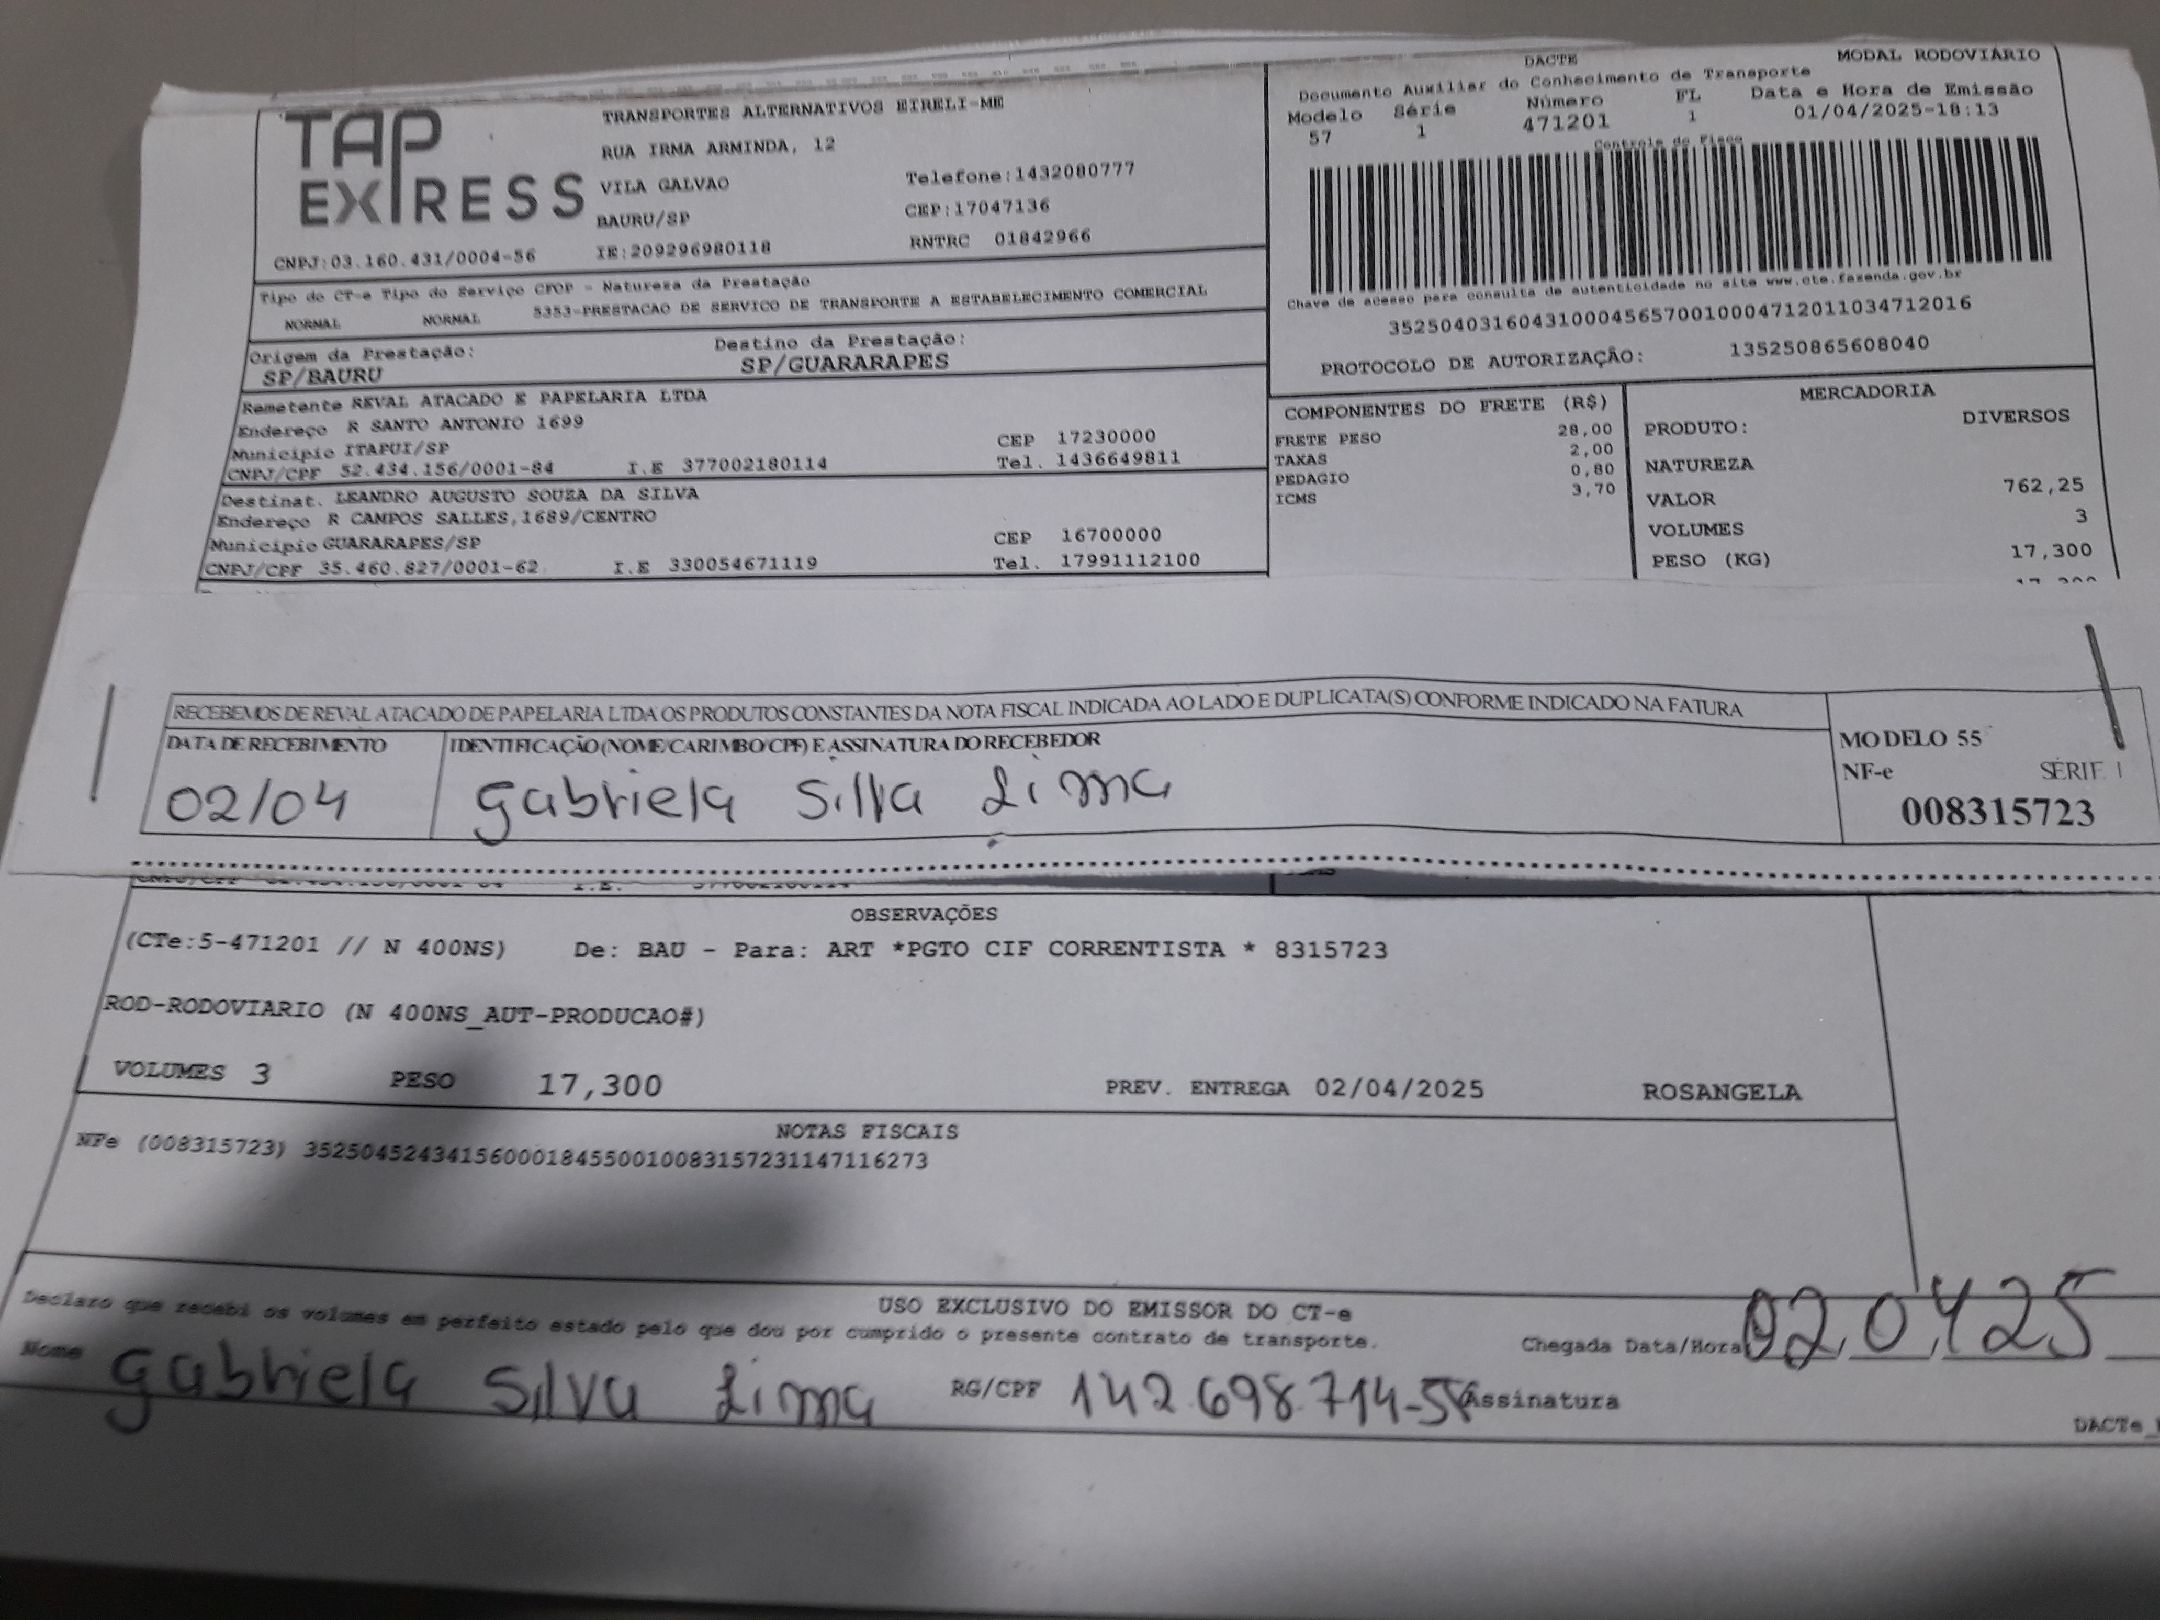 TAP EXPRESS
TRANSPORTES ALTERNATIVOS EIRELI-ME
RUA IRMA ARMINDA, 12
VILA GALVAO Telefone:1432080777
BAURU/SP CEP:17047136
CNPJ:03.160.431/0004-56 IE:209296980118 RNTRC 01842966
DACTE MODAL RODOVIÁRIO
Documento Auxiliar do Conhecimento de Transporte
Modelo Série Número FL Data e Hora de Emissão
57 1 471201 1 01/04/2025-18:13
Controle do Fisco
Chave de acesso para consulta de autenticidade no site www.cte.fazenda.gov.br
35250403160431000456570010004712011034712016
PROTOCOLO DE AUTORIZAÇÃO: 135250865608040
Tipo do CT-e Tipo do Serviço CFOP - Natureza da Prestação
NORMAL NORMAL 5353-PRESTACAO DE SERVICO DE TRANSPORTE A ESTABELECIMENTO COMERCIAL
Origem da Prestação: Destino da Prestação:
SP/BAURU SP/GUARARAPES
Remetente REVAL ATACADO E PAPELARIA LTDA
Endereço R SANTO ANTONIO 1699
Município ITAPUI/SP CEP 17230000
CNPJ/CPF 52.434.156/0001-84 I.E 377002180114 Tel. 1436649811
Destinat. LEANDRO AUGUSTO SOUZA DA SILVA
Endereço R CAMPOS SALLES,1689/CENTRO
Município GUARARAPES/SP CEP 16700000
CNPJ/CPF 35.460.827/0001-62 I.E 330054671119 Tel. 17991112100
COMPONENTES DO FRETE (R$)
FRETE PESO 28,00
TAXAS 2,00
PEDAGIO 0,80
ICMS 3,70
MERCADORIA
PRODUTO: DIVERSOS
NATUREZA
VALOR 762,25
VOLUMES 3
PESO (KG) 17,300
RECEBEMOS DE REVAL ATACADO DE PAPELARIA LTDA OS PRODUTOS CONSTANTES DA NOTA FISCAL INDICADA AO LADO E DUPLICATA(S) CONFORME INDICADO NA FATURA
DATA DE RECEBIMENTO IDENTIFICAÇÃO (NOME/CARIMBO/CPF) E ASSINATURA DO RECEBEDOR
02/04 gabriela Silva Lima
MODELO 55
NF-e SÉRIE 1
008315723
OBSERVAÇÕES
(CTe:5-471201 // N 400NS) De: BAU - Para: ART *PGTO CIF CORRENTISTA * 8315723
ROD-RODOVIARIO (N 400NS_AUT-PRODUCAO#)
VOLUMES 3 PESO 17,300 PREV. ENTREGA 02/04/2025 ROSANGELA
NOTAS FISCAIS
NFe (008315723) 35250452434156000184550010083157231147116273
USO EXCLUSIVO DO EMISSOR DO CT-e
Declaro que recebi os volumes em perfeito estado pelo que dou por cumprido o presente contrato de transporte.
Chegada Data/Hora 02,04,25
Nome gabriela Silva Lima RG/CPF Assinatura